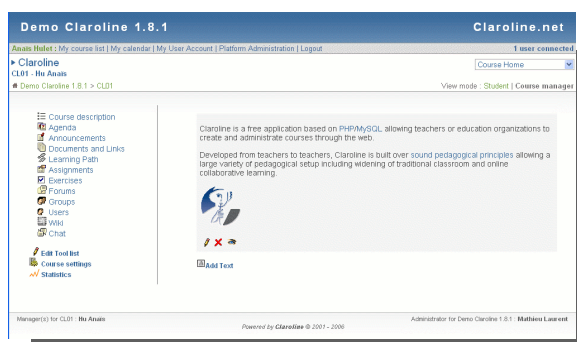 Demo Claroline 1.8.1
Claroline.net
Anais Hulet : My course list | My calendar | My User Account | Platform Administration | Logout
1 user connected
Claroline
CL01 - Hu Anais
Course Home
Demo Claroline 1.8.1 > CL01
View mode : Student | Course manager
Course description
Agenda
Announcements
Documents and Links
Learning Path
Assignments
Exercises
Forums
Groups
Users
Wiki
Chat
Edit Tool list
Course settings
Statistics
Claroline is a free application based on PHP/MySQL allowing teachers or education organizations to
create and administrate courses through the web.
Developed from teachers to teachers, Claroline is built over sound pedagogical principles allowing a
large variety of pedagogical setup including widening of traditional classroom and online
collaborative learning.
Add Text
Manager(s) for CL01 : Hu Anais
Administrator for Demo Claroline 1.8.1 : Mathieu Laurent
Powered by Claroline © 2001 - 2006